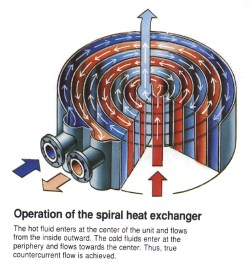 Operation of the spiral heat exchanger
The hot fluid enters at the center of the unit and flows
from the inside outward. The cold fluids enter at the
periphery and flows towards the center. Thus, true
countercurrent flow is achieved.